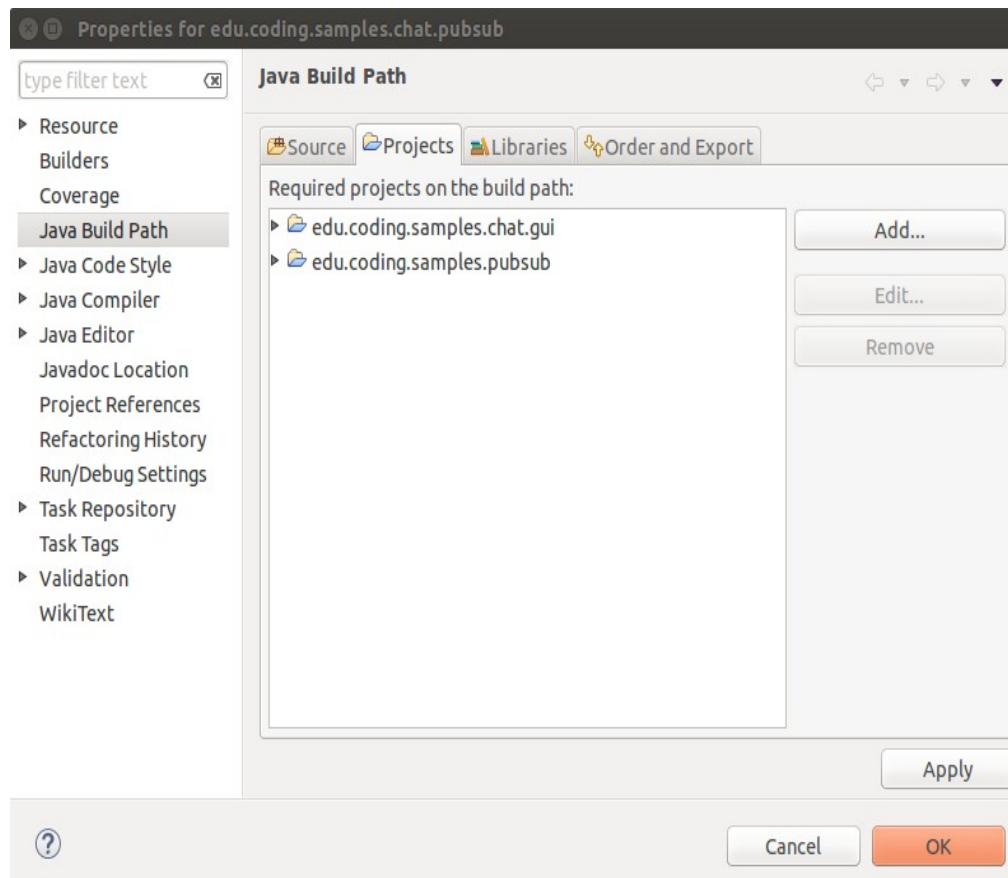 Properties for edu.coding.samples.chat.pubsub
type filter text
Resource
Builders
Coverage
Java Build Path
Java Code Style
Java Compiler
Java Editor
Javadoc Location
Project References
Refactoring History
Run/Debug Settings
Task Repository
Task Tags
Validation
WikiText
Java Build Path
Source Projects Libraries Order and Export
Required projects on the build path:
edu.coding.samples.chat.gui
edu.coding.samples.pubsub
Add...
Edit...
Remove
Apply
?
Cancel OK